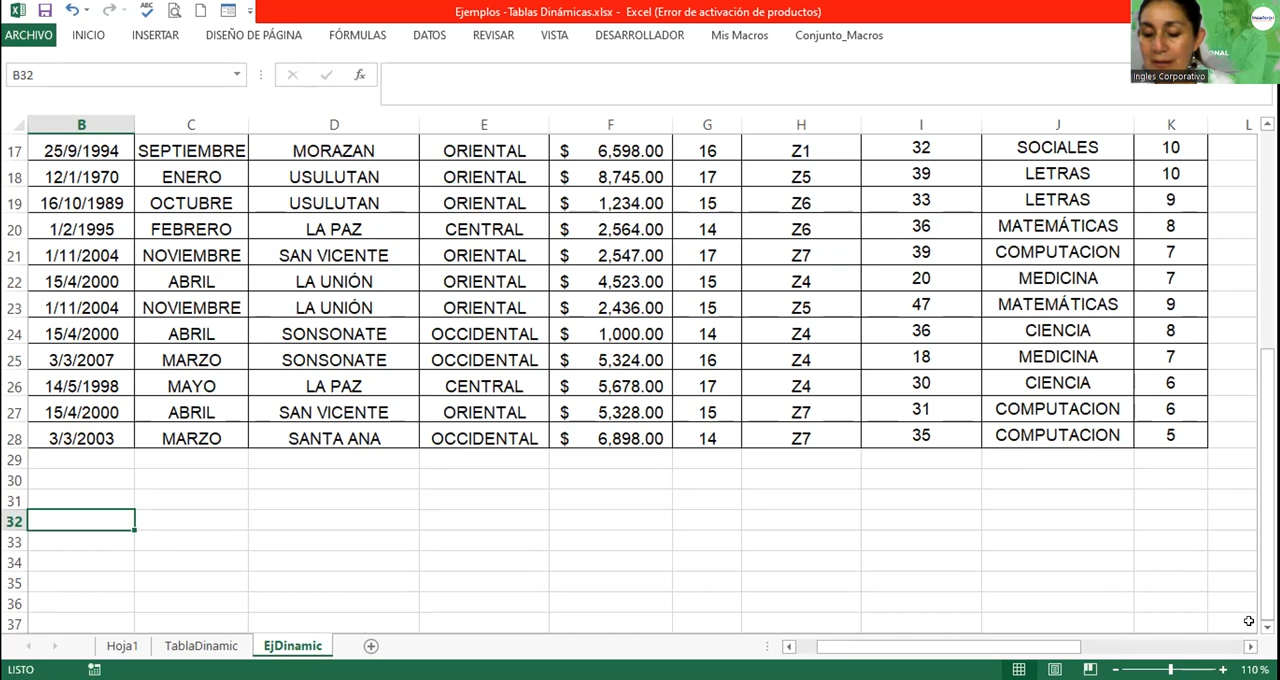 Ejemplos -Tablas Dinámicas.xlsx - Excel (Error de activación de productos)
ARCHIVO INICIO INSERTAR DISEÑO DE PÁGINA FÓRMULAS DATOS REVISAR VISTA DESARROLLADOR Mis Macros Conjunto_Macros
ONAL
Ingles Corporativo
B32 fx
B C D E F G H I J K L
17 25/9/1994 SEPTIEMBRE MORAZAN ORIENTAL $ 6,598.00 16 Z1 32 SOCIALES 10
18 12/1/1970 ENERO USULUTAN ORIENTAL $ 8,745.00 17 Z5 39 LETRAS 10
19 16/10/1989 OCTUBRE USULUTAN ORIENTAL $ 1,234.00 15 Z6 33 LETRAS 9
20 1/2/1995 FEBRERO LA PAZ CENTRAL $ 2,564.00 14 Z6 36 MATEMÁTICAS 8
21 1/11/2004 NOVIEMBRE SAN VICENTE ORIENTAL $ 2,547.00 17 Z7 39 COMPUTACION 7
22 15/4/2000 ABRIL LA UNIÓN ORIENTAL $ 4,523.00 15 Z4 20 MEDICINA 7
23 1/11/2004 NOVIEMBRE LA UNIÓN ORIENTAL $ 2,436.00 15 Z5 47 MATEMÁTICAS 9
24 15/4/2000 ABRIL SONSONATE OCCIDENTAL $ 1,000.00 14 Z4 36 CIENCIA 8
25 3/3/2007 MARZO SONSONATE OCCIDENTAL $ 5,324.00 16 Z4 18 MEDICINA 7
26 14/5/1998 MAYO LA PAZ CENTRAL $ 5,678.00 17 Z4 30 CIENCIA 6
27 15/4/2000 ABRIL SAN VICENTE ORIENTAL $ 5,328.00 15 Z7 31 COMPUTACION 6
28 3/3/2003 MARZO SANTA ANA OCCIDENTAL $ 6,898.00 14 Z7 35 COMPUTACION 5
29
30
31
32
33
34
35
36
37
Hoja1 TablaDinamic EjDinamic
LISTO 110 %